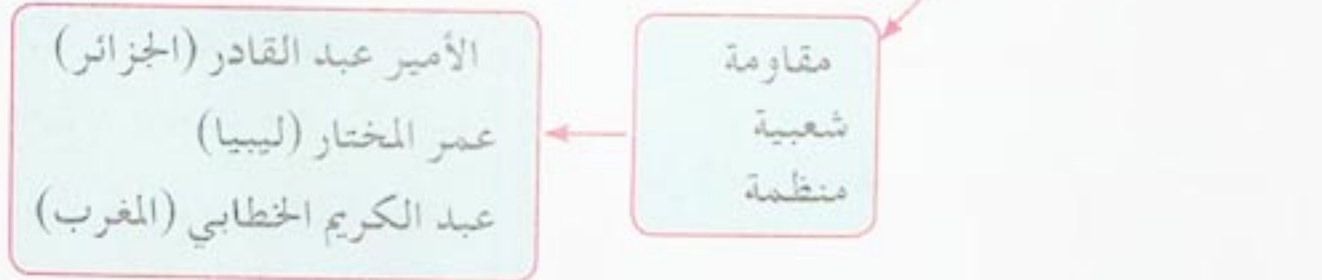 مقاومة
شعبية
منظمة
الأمير عبد القادر (الجزائر)
عمر المختار (ليبيا)
عبد الكريم الخطابي (المغرب)